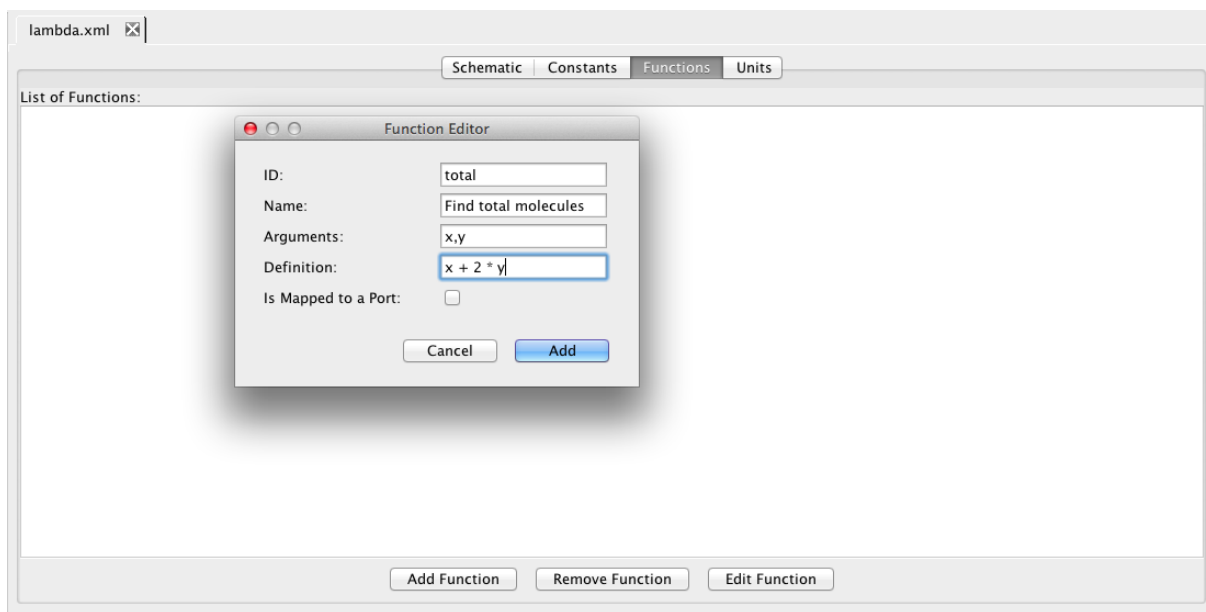 lambda.xml
Schematic Constants Functions Units
List of Functions:
Function Editor
ID: total
Name: Find total molecules
Arguments: x,y
Definition: x + 2 * y
Is Mapped to a Port:
Cancel Add
Add Function Remove Function Edit Function